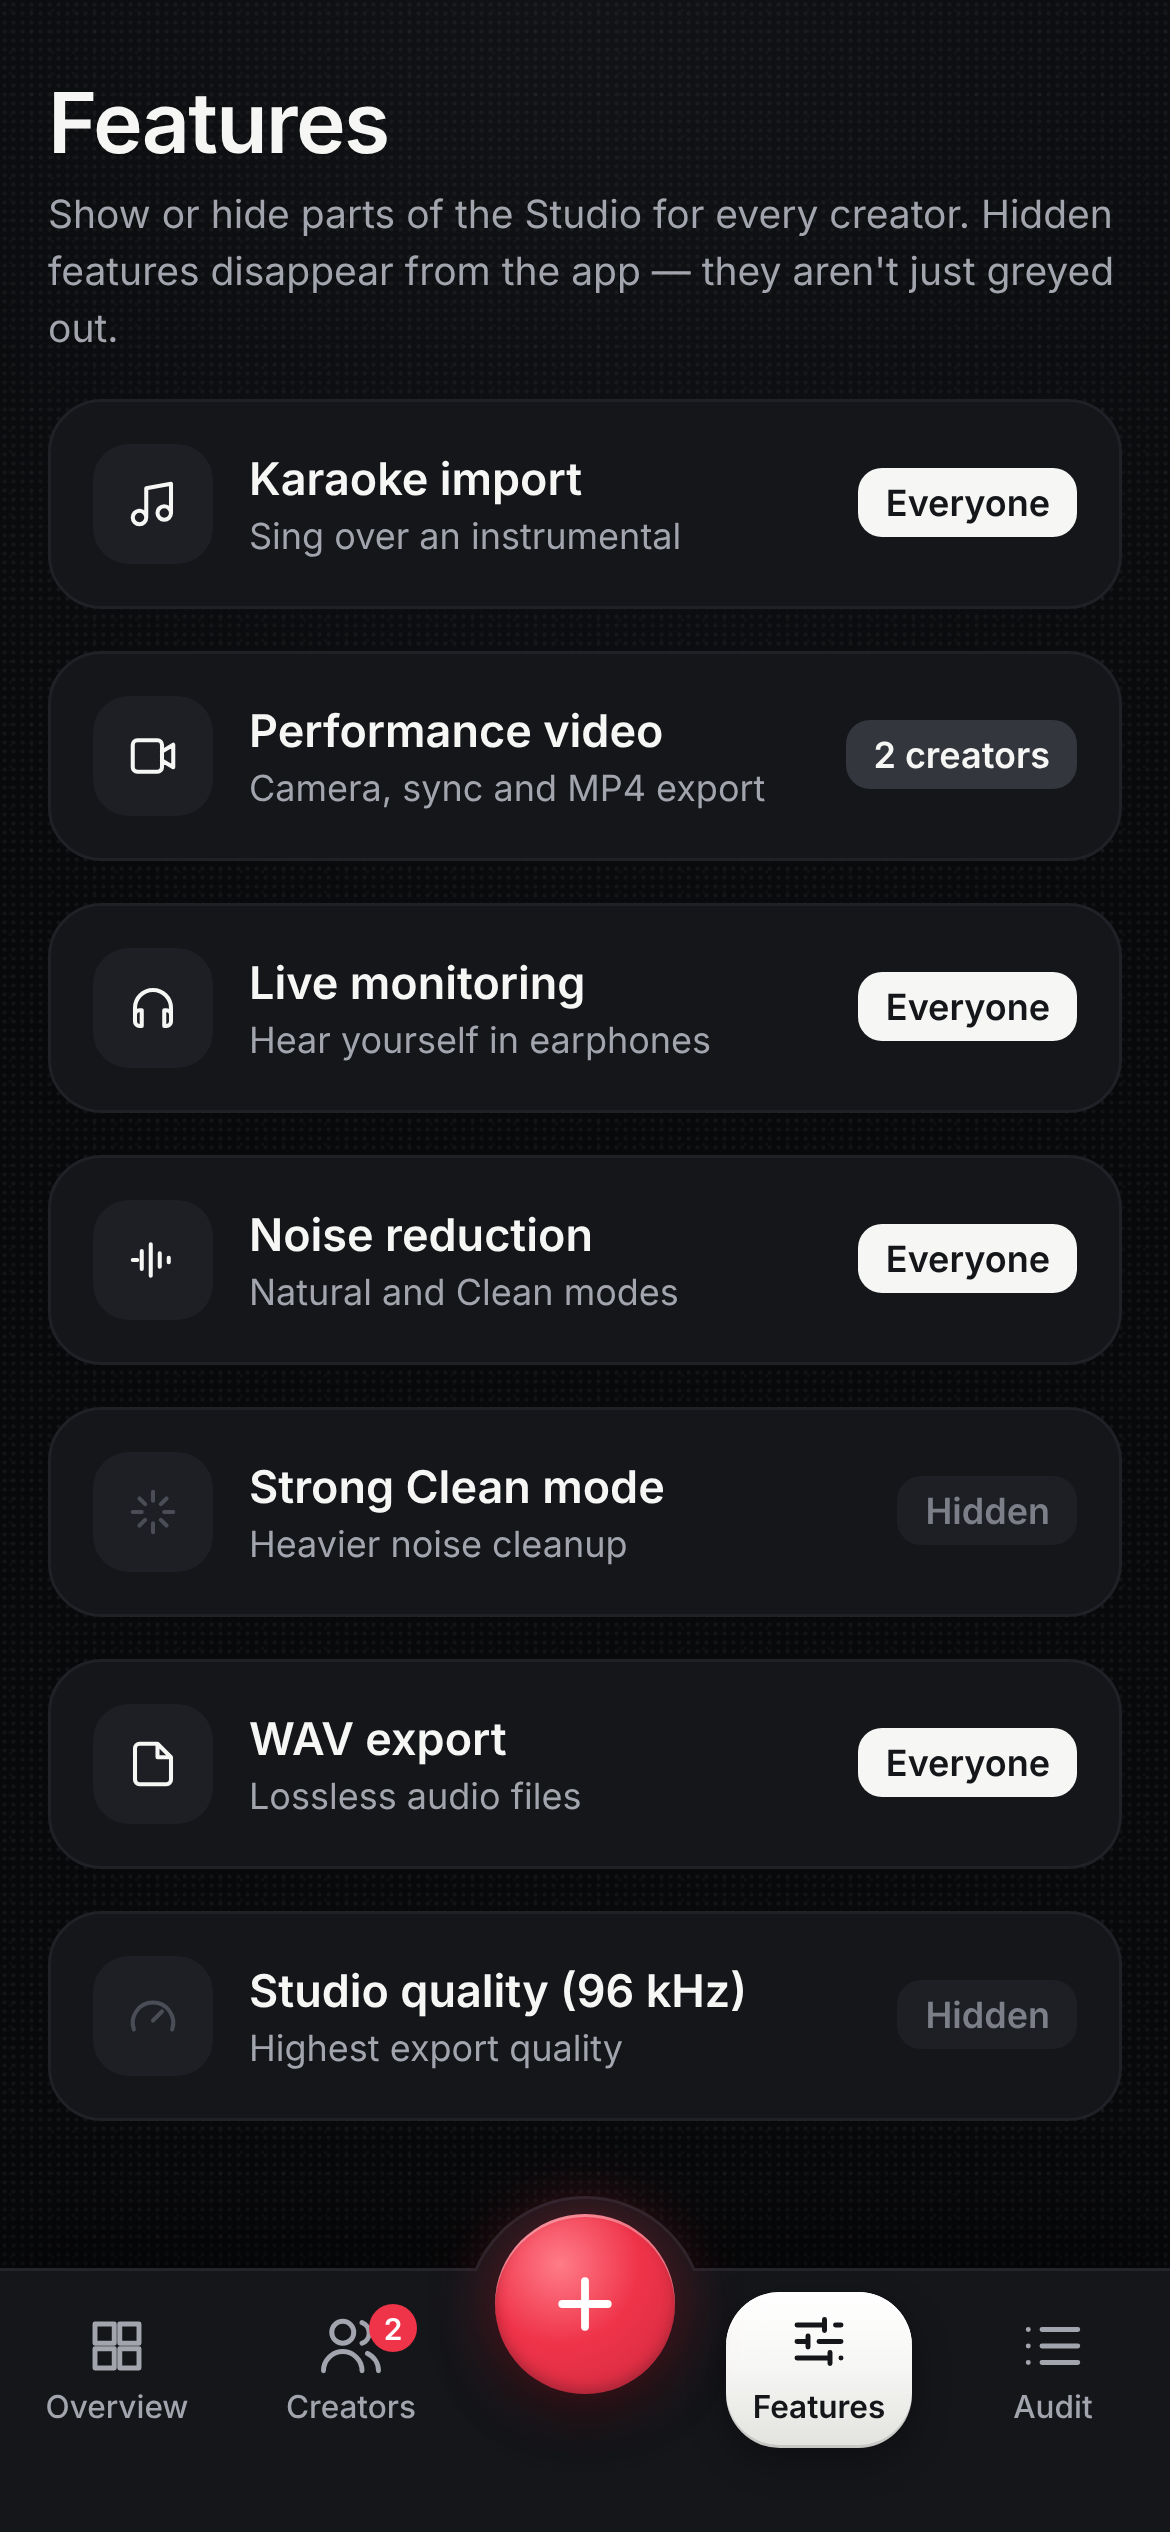 Features
Show or hide parts of the Studio for every creator. Hidden
features disappear from the app — they aren't just greyed
out.
Karaoke import
Sing over an instrumental
Everyone
Performance video
Camera, sync and MP4 export
2 creators
Live monitoring
Hear yourself in earphones
Everyone
Noise reduction
Natural and Clean modes
Everyone
Strong Clean mode
Heavier noise cleanup
Hidden
WAV export
Lossless audio files
Everyone
Studio quality (96 kHz)
Highest export quality
Hidden
Overview
2
Creators
Features
Audit